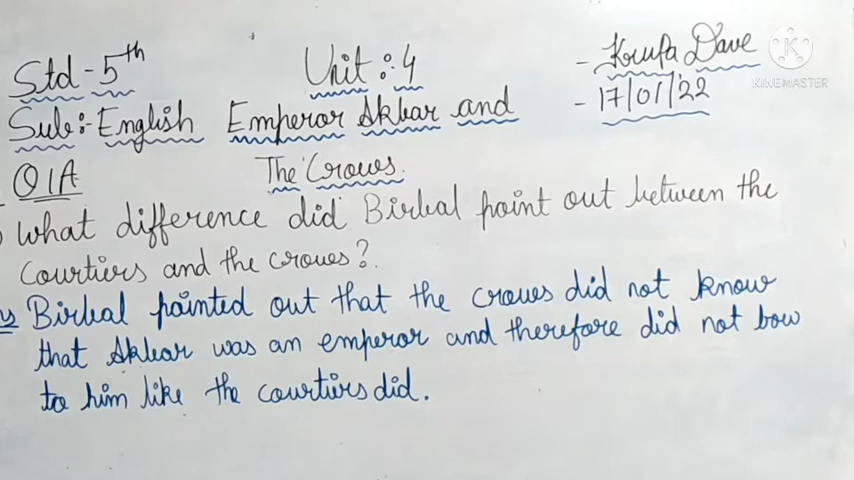 Std - 5th
Unit :- 4
- Krupa Dave
Sub:- English
Emperor Akbar and
- 17/01/22
The Crows.
Q1A
What difference did Birbal point out between the
courtiers and the crows?
Birbal pointed out that the crows did not know
that Akbar was an emperor and therefore did not bow
to him like the courtiers did.
KINEMASTER